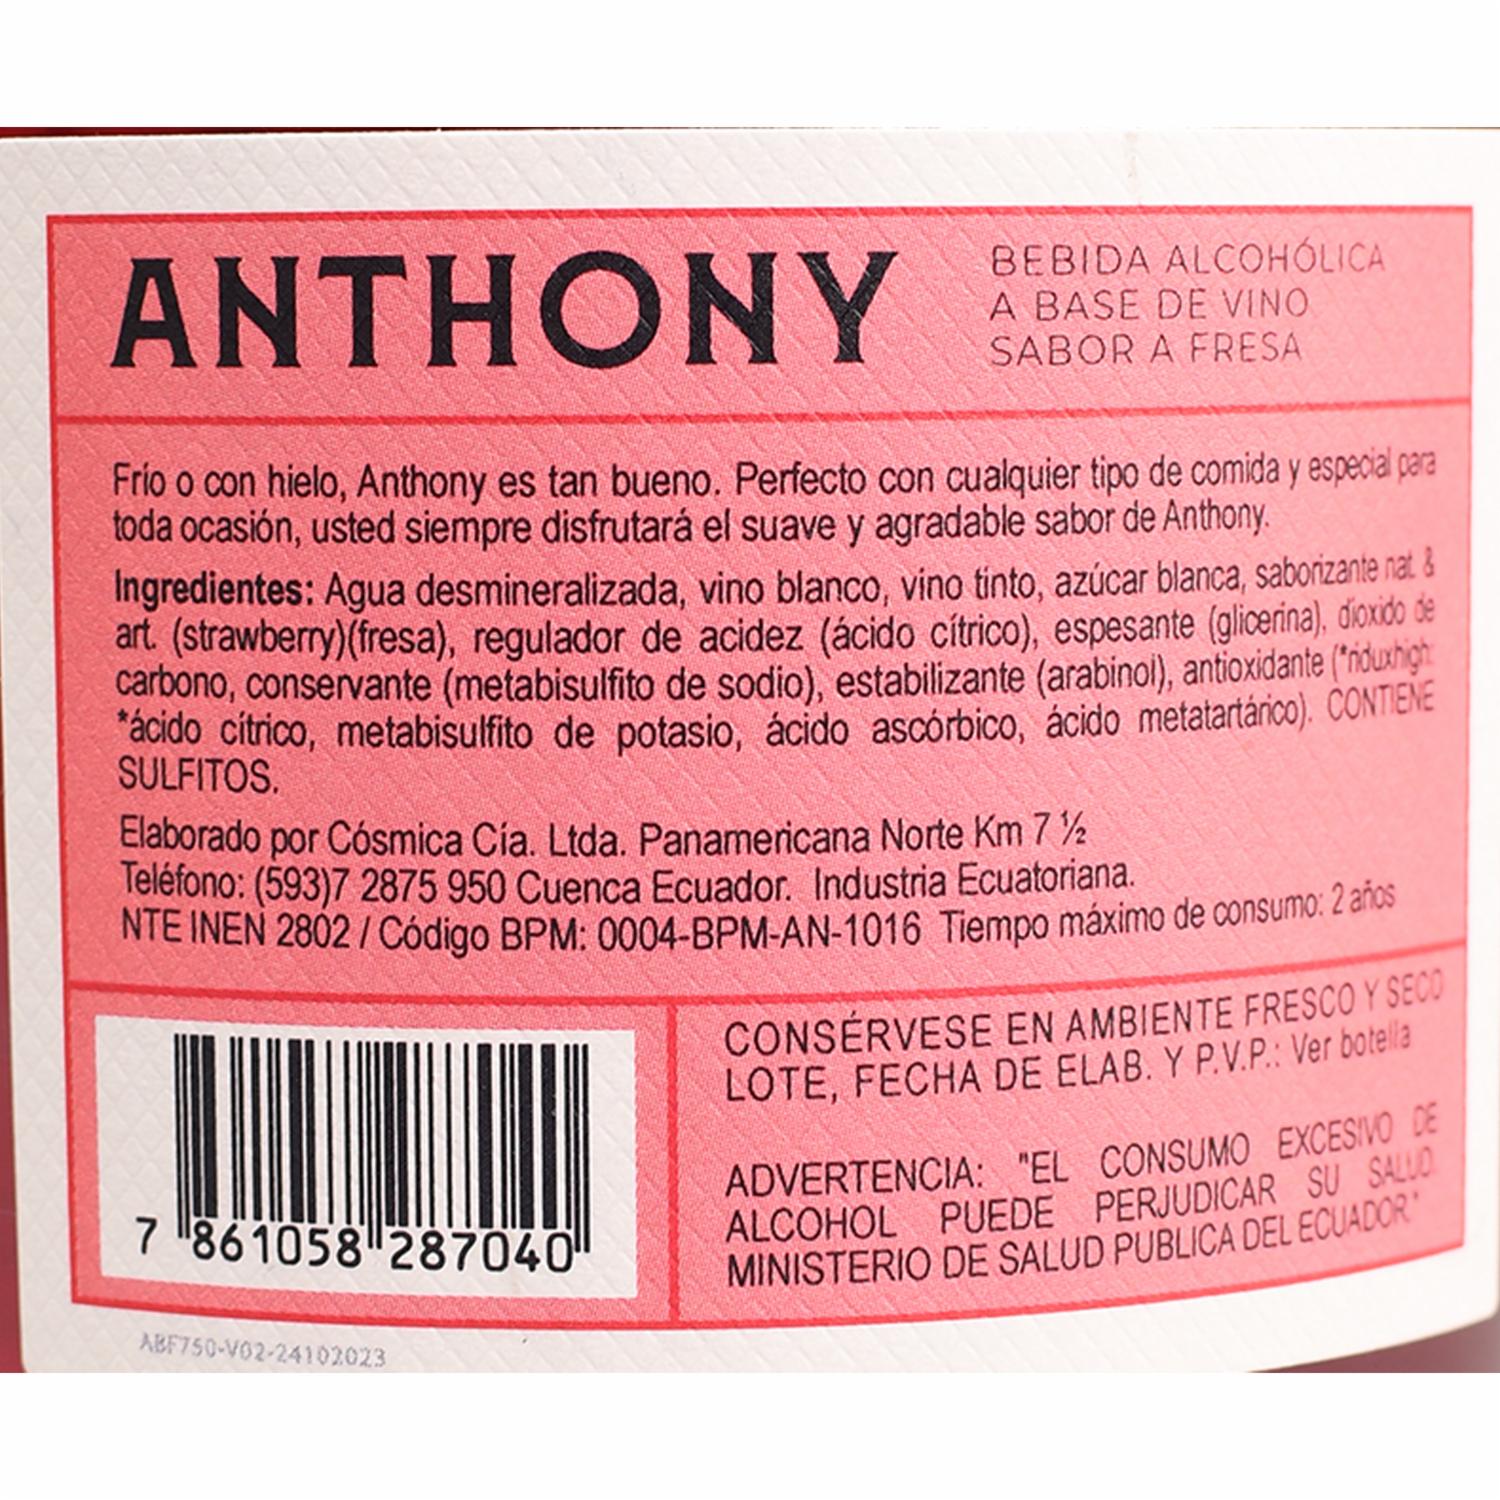 ANTHONY
BEBIDA ALCOHÓLICA
A BASE DE VINO
SABOR A FRESA
Frío o con hielo, Anthony es tan bueno. Perfecto con cualquier tipo de comida y especial para
toda ocasión, usted siempre disfrutará el suave y agradable sabor de Anthony.
Ingredientes: Agua desmineralizada, vino blanco, vino tinto, azúcar blanca, saborizante nat. &
art. (strawberry)(fresa), regulador de acidez (ácido cítrico), espesante (glicerina), dióxido de
carbono, conservante (metabisulfito de sodio), estabilizante (arabinol), antioxidante (*riduxhigh:
*ácido cítrico, metabisulfito de potasio, ácido ascórbico, ácido metatartárico). CONTIENE
SULFITOS.
Elaborado por Cósmica Cía. Ltda. Panamericana Norte Km 7 ½
Teléfono: (593)7 2875 950 Cuenca Ecuador. Industria Ecuatoriana.
NTE INEN 2802 / Código BPM: 0004-BPM-AN-1016 Tiempo máximo de consumo: 2 años
7 861058 287040
CONSÉRVESE EN AMBIENTE FRESCO Y SECO
LOTE, FECHA DE ELAB. Y P.V.P.: Ver botella
ADVERTENCIA: "EL CONSUMO EXCESIVO DE
ALCOHOL PUEDE PERJUDICAR SU SALUD.
MINISTERIO DE SALUD PUBLICA DEL ECUADOR."
ABF750-V02-24102023